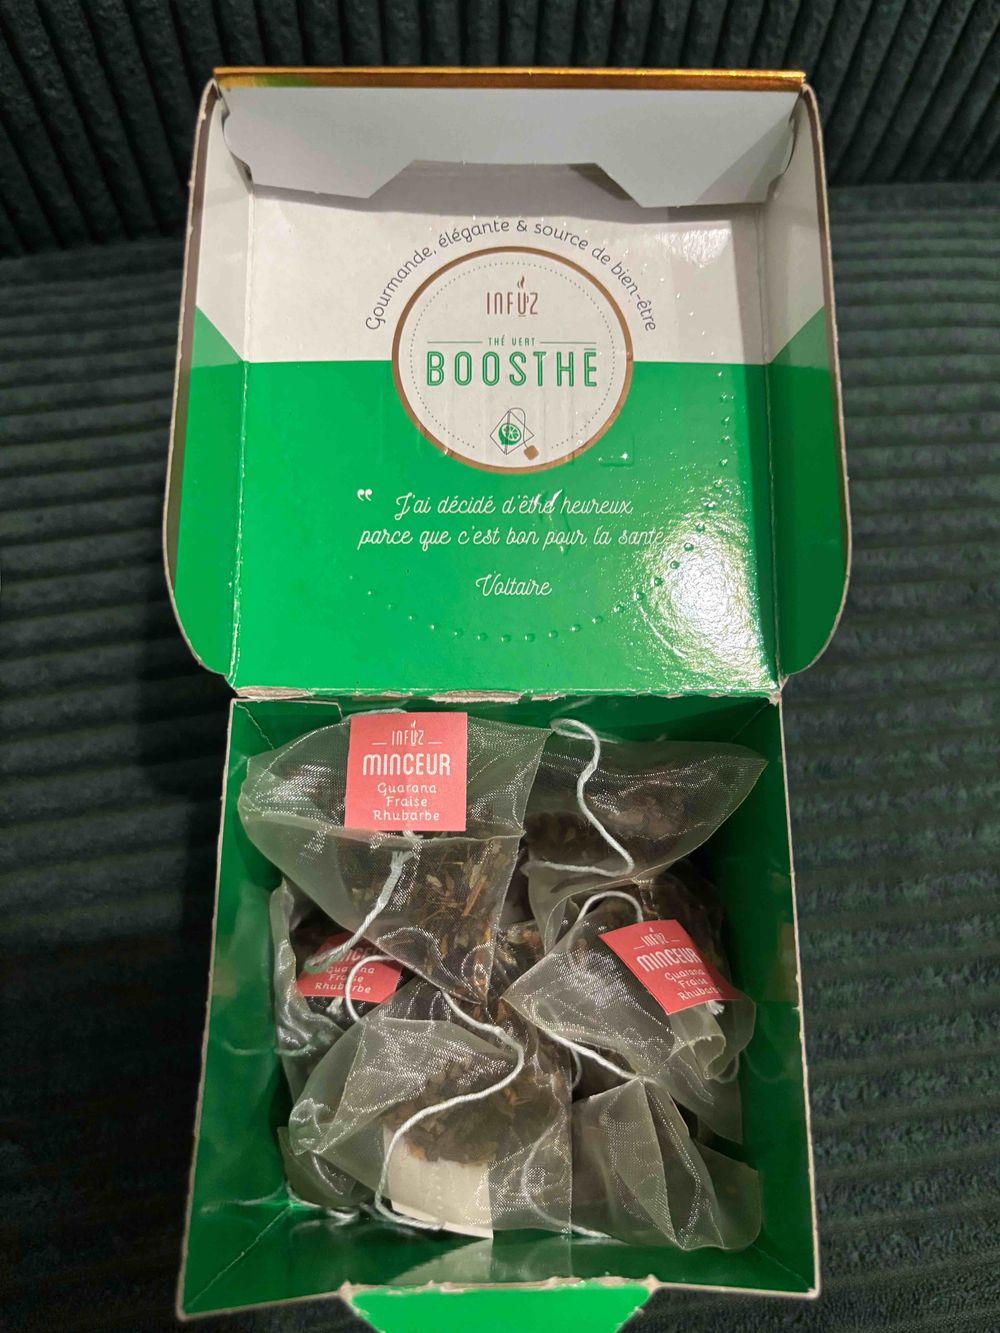 Gourmande, élégante & source de bien-être
INFUZ
THÉ VERT
BOOSTHĒ
“ J'ai décidé d'être heureux
parce que c'est bon pour la santé
Voltaire
INFUZ
MINCEUR
Guarana
Fraise
Rhubarbe
INFUZ
MINCEUR
Guarana
Fraise
Rhubarbe
Guarana
Fraise
Rhubarbe